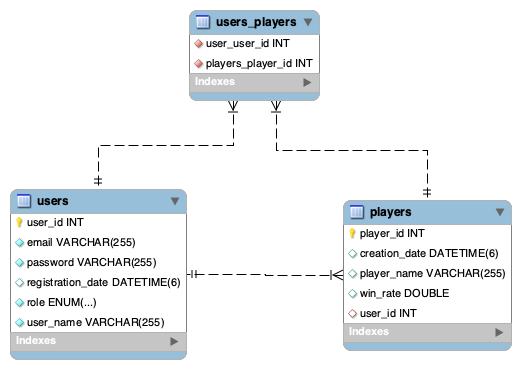 users_players
user_user_id INT
players_player_id INT
Indexes
users
user_id INT
email VARCHAR(255)
password VARCHAR(255)
registration_date DATETIME(6)
role ENUM(...)
user_name VARCHAR(255)
Indexes
players
player_id INT
creation_date DATETIME(6)
player_name VARCHAR(255)
win_rate DOUBLE
user_id INT
Indexes